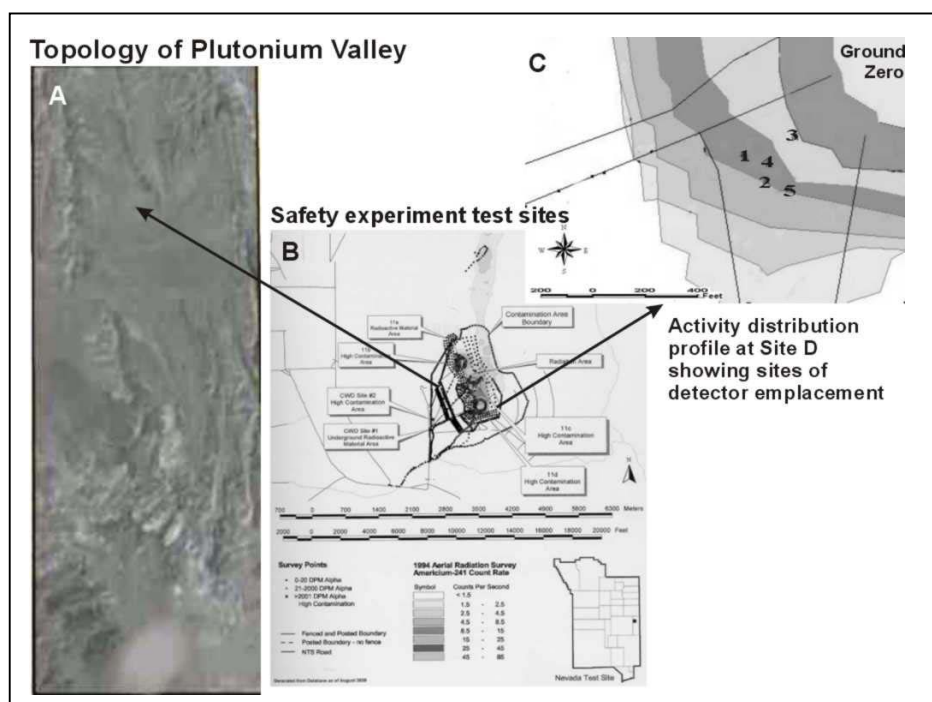 Topology of Plutonium Valley
A
C
Ground
Zero
3
1
4
2
5
N
W
E
S
200 0 200 400
Feet
Safety experiment test sites
B
Activity distribution
profile at Site D
showing sites of
detector emplacement
11a
Radioactive Material
Area
Contamination Area
Boundary
High Contamination
Area
Radiation Area
CWD Site #2
High Contamination
Area
CWD Site #1
Underground Radioactive
Material Area
11c
High Contamination
Area
11d
High Contamination
Area
N
700 0 700 1400 2100 2800 3500 4200 4900 5600 6300 Meters
2000 0 2000 4000 6000 8000 10000 12000 14000 16000 18000 20000 Feet
Survey Points
0-20 DPM Alpha
21-2000 DPM Alpha
>2001 DPM Alpha
High Contamination
Fenced and Posted Boundary
Posted Boundary - no fence
NTS Road
1994 Aerial Radiation Survey
Americium-241 Count Rate
Symbol Counts Per Second
< 1.5
1.5 - 2.5
2.5 - 4.5
4.5 - 8.5
8.5 - 15
15 - 25
25 - 45
45 - 85
Nevada Test Site